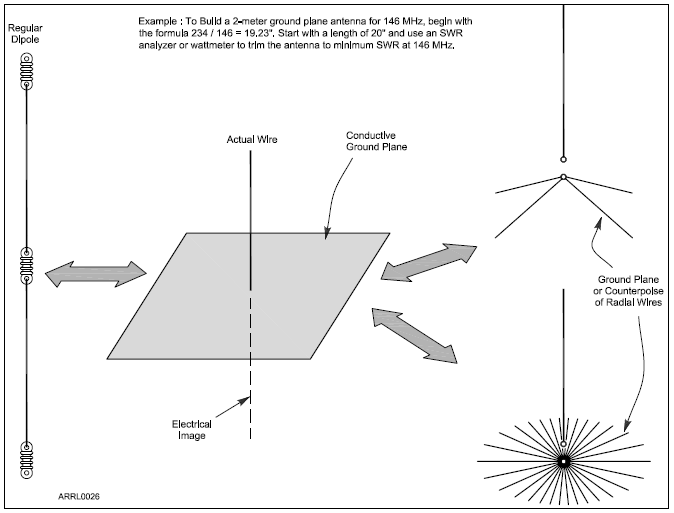 Example : To Build a 2-meter ground plane antenna for 146 MHz, begin with
the formula 234 / 146 = 19.23". Start with a length of 20" and use an SWR
analyzer or wattmeter to trim the antenna to minimum SWR at 146 MHz.
Regular
Dipole
Actual Wire
Conductive
Ground Plane
Ground Plane
or Counterpoise
of Radial Wires
Electrical
Image
ARRL0026